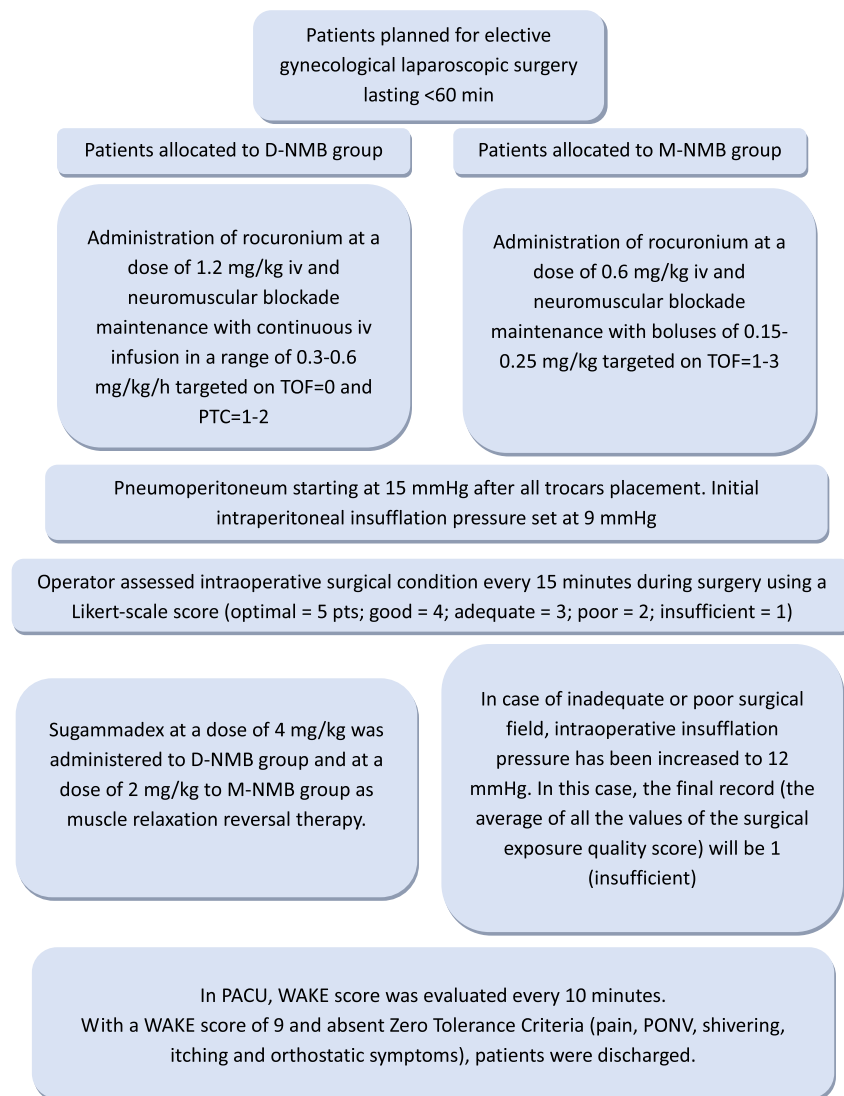 Patients planned for elective
gynecological laparoscopic surgery
lasting <60 min
Patients allocated to D-NMB group
Patients allocated to M-NMB group
Administration of rocuronium at a
dose of 1.2 mg/kg iv and
neuromuscular blockade
maintenance with continuous iv
infusion in a range of 0.3-0.6
mg/kg/h targeted on TOF=0 and
PTC=1-2
Administration of rocuronium at a
dose of 0.6 mg/kg iv and
neuromuscular blockade
maintenance with boluses of 0.15-
0.25 mg/kg targeted on TOF=1-3
Pneumoperitoneum starting at 15 mmHg after all trocars placement. Initial
intraperitoneal insufflation pressure set at 9 mmHg
Operator assessed intraoperative surgical condition every 15 minutes during surgery using a
Likert-scale score (optimal = 5 pts; good = 4; adequate = 3; poor = 2; insufficient = 1)
Sugammadex at a dose of 4 mg/kg was
administered to D-NMB group and at a
dose of 2 mg/kg to M-NMB group as
muscle relaxation reversal therapy.
In case of inadequate or poor surgical
field, intraoperative insufflation
pressure has been increased to 12
mmHg. In this case, the final record (the
average of all the values of the surgical
exposure quality score) will be 1
(insufficient)
In PACU, WAKE score was evaluated every 10 minutes.
With a WAKE score of 9 and absent Zero Tolerance Criteria (pain, PONV, shivering,
itching and orthostatic symptoms), patients were discharged.